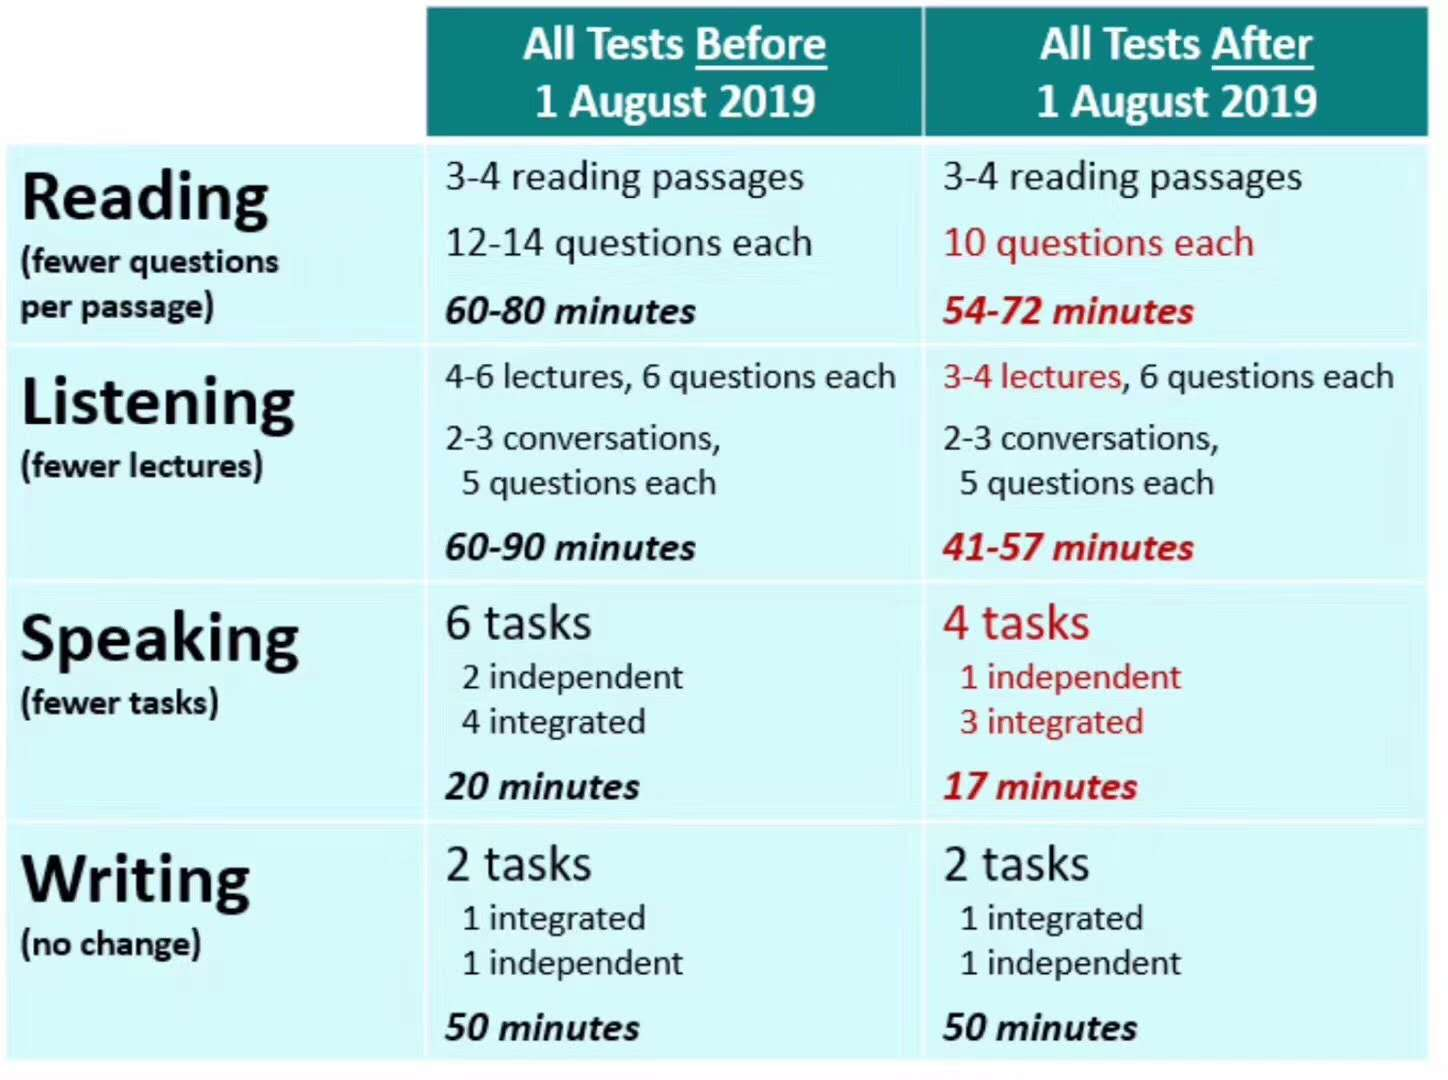 All Tests Before
1 August 2019
All Tests After
1 August 2019
Reading
(fewer questions
per passage)
3-4 reading passages
12-14 questions each
60-80 minutes
3-4 reading passages
10 questions each
54-72 minutes
Listening
(fewer lectures)
4-6 lectures, 6 questions each
2-3 conversations,
5 questions each
60-90 minutes
3-4 lectures, 6 questions each
2-3 conversations,
5 questions each
41-57 minutes
Speaking
(fewer tasks)
6 tasks
2 independent
4 integrated
20 minutes
4 tasks
1 independent
3 integrated
17 minutes
Writing
(no change)
2 tasks
1 integrated
1 independent
50 minutes
2 tasks
1 integrated
1 independent
50 minutes